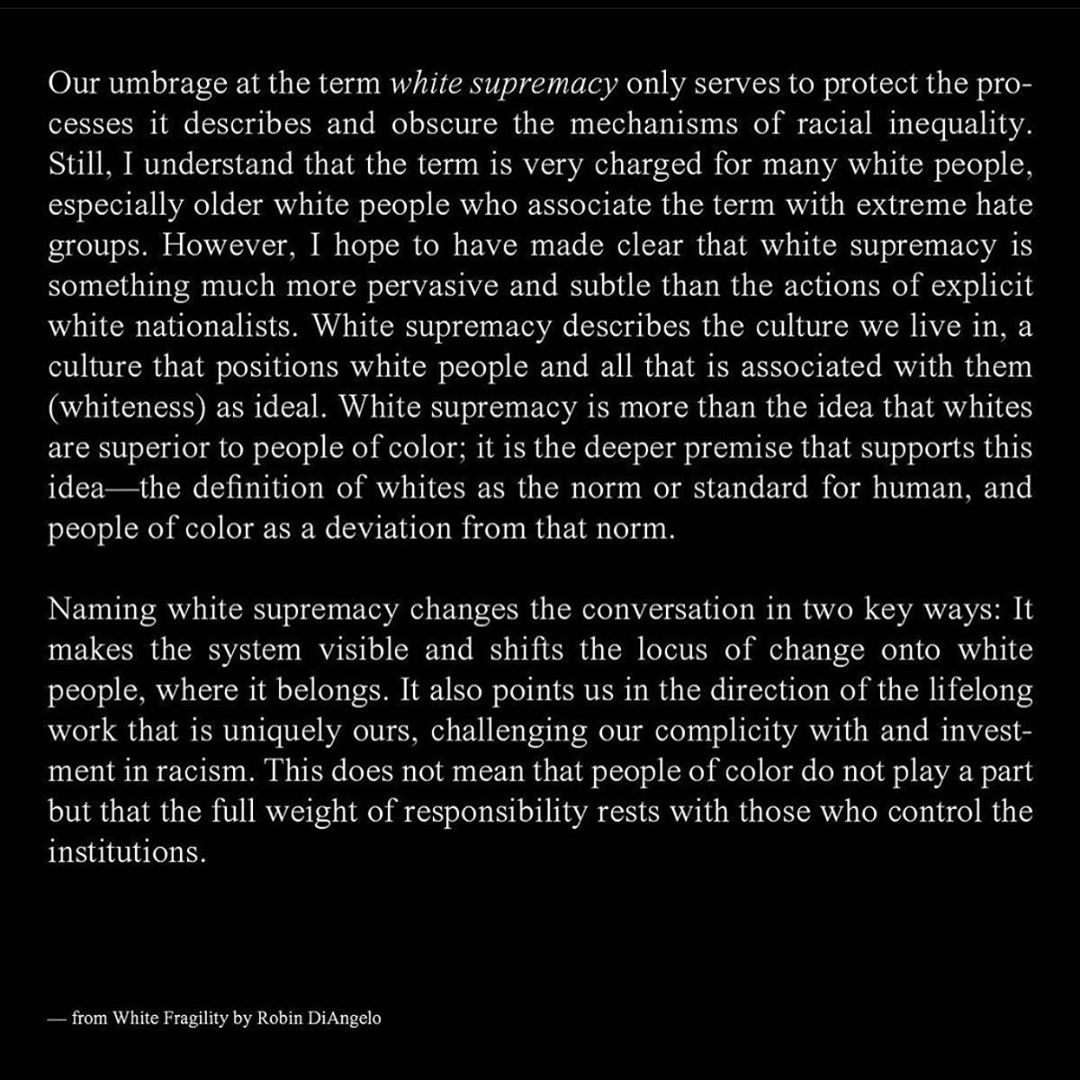 Our umbrage at the term white supremacy only serves to protect the pro-
cesses it describes and obscure the mechanisms of racial inequality.
Still, I understand that the term is very charged for many white people,
especially older white people who associate the term with extreme hate
groups. However, I hope to have made clear that white supremacy is
something much more pervasive and subtle than the actions of explicit
white nationalists. White supremacy describes the culture we live in, a
culture that positions white people and all that is associated with them
(whiteness) as ideal. White supremacy is more than the idea that whites
are superior to people of color; it is the deeper premise that supports this
idea—the definition of whites as the norm or standard for human, and
people of color as a deviation from that norm.
Naming white supremacy changes the conversation in two key ways: It
makes the system visible and shifts the locus of change onto white
people, where it belongs. It also points us in the direction of the lifelong
work that is uniquely ours, challenging our complicity with and invest-
ment in racism. This does not mean that people of color do not play a part
but that the full weight of responsibility rests with those who control the
institutions.
— from White Fragility by Robin DiAngelo